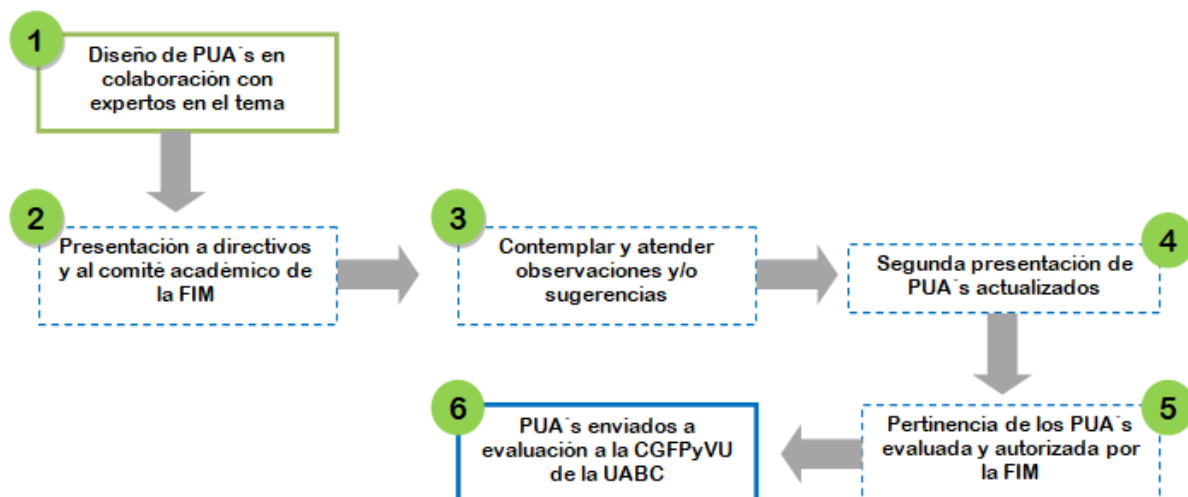 1
Diseño de PUA´s en
colaboración con
expertos en el tema
2
Presentación a directivos
y al comité académico de
la FIM
3
Contemplar y atender
observaciones y/o
sugerencias
4
Segunda presentación de
PUA´s actualizados
5
Pertinencia de los PUA´s
evaluada y autorizada por
la FIM
6
PUA´s enviados a
evaluación a la CGFPyVU
de la UABC